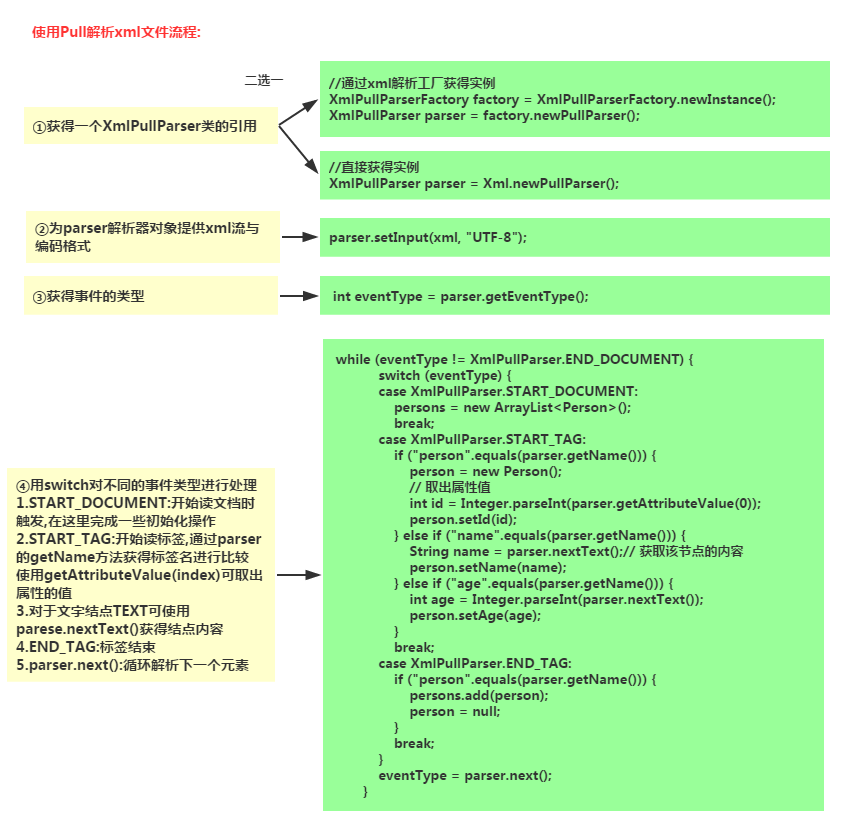 使用Pull解析xml文件流程:
二选一
①获得一个XmlPullParser类的引用
//通过xml解析工厂获得实例
XmlPullParserFactory factory = XmlPullParserFactory.newInstance();
XmlPullParser parser = factory.newPullParser();
//直接获得实例
XmlPullParser parser = Xml.newPullParser();
②为parser解析器对象提供xml流与
编码格式
parser.setInput(xml, "UTF-8");
③获得事件的类型
int eventType = parser.getEventType();
④用switch对不同的事件类型进行处理
1.START_DOCUMENT:开始读文档时
触发,在这里完成一些初始化操作
2.START_TAG:开始读标签,通过parser
的getName方法获得标签名进行比较
使用getAttributeValue(index)可取出
属性的值
3.对于文字结点TEXT可使用
parese.nextText()获得结点内容
4.END_TAG:标签结束
5.parser.next():循环解析下一个元素
while (eventType != XmlPullParser.END_DOCUMENT) {
switch (eventType) {
case XmlPullParser.START_DOCUMENT:
persons = new ArrayList<Person>();
break;
case XmlPullParser.START_TAG:
if ("person".equals(parser.getName())) {
person = new Person();
// 取出属性值
int id = Integer.parseInt(parser.getAttributeValue(0));
person.setId(id);
} else if ("name".equals(parser.getName())) {
String name = parser.nextText();// 获取该节点的内容
person.setName(name);
} else if ("age".equals(parser.getName())) {
int age = Integer.parseInt(parser.nextText());
person.setAge(age);
}
break;
case XmlPullParser.END_TAG:
if ("person".equals(parser.getName())) {
persons.add(person);
person = null;
}
break;
}
eventType = parser.next();
}